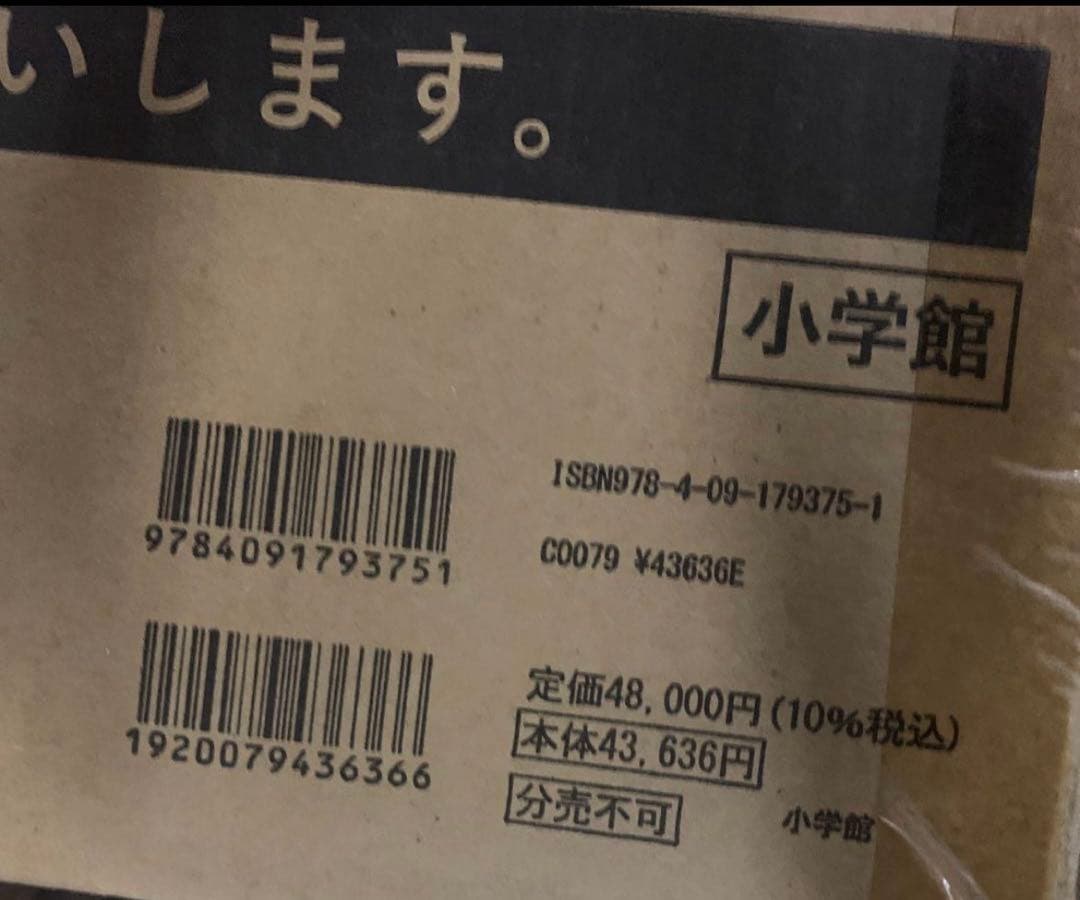 いします。
小学館
ISBN978-4-09-179375-1
C0079 ¥43636E
9784091793751
定価48,000円(10%税込)
本体43,636円
1920079436366
分売不可
小学館